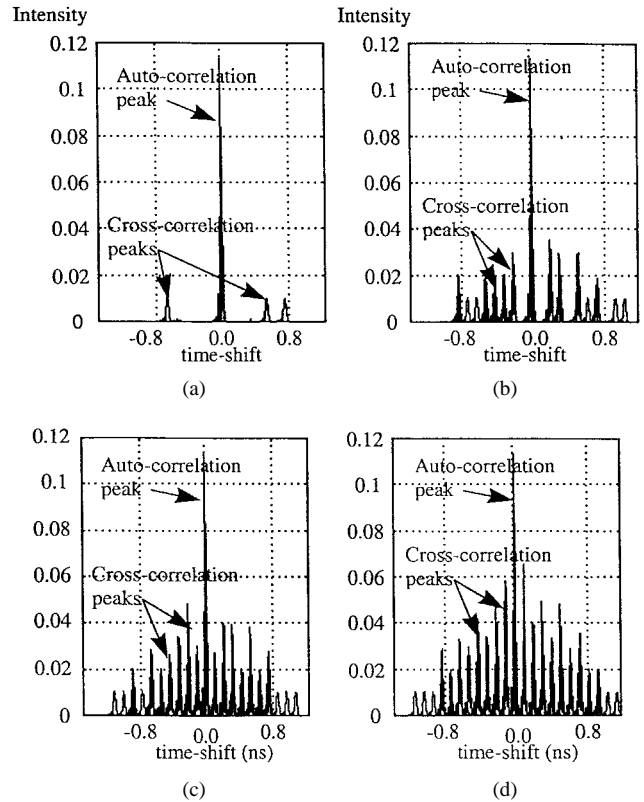 Intensity
Intensity
0.12
0.1
0.08
0.06
0.04
0.02
0
Auto-correlation
peak
Cross-correlation
peaks
-0.8
0.0
0.8
time-shift
(a)
0.12
0.1
0.08
0.06
0.04
0.02
0
Auto-correlation
peak
Cross-correlation
peaks
-0.8
0.0
0.8
time-shift
(b)
0.12
0.1
0.08
0.06
0.04
0.02
0
Auto-correlation
peak
Cross-correlation
peaks
-0.8
0.0
0.8
time-shift (ns)
(c)
0.12
0.1
0.08
0.06
0.04
0.02
0
Auto-correlation
peak
Cross-correlation
peaks
-0.8
0.0
0.8
time-shift (ns)
(d)